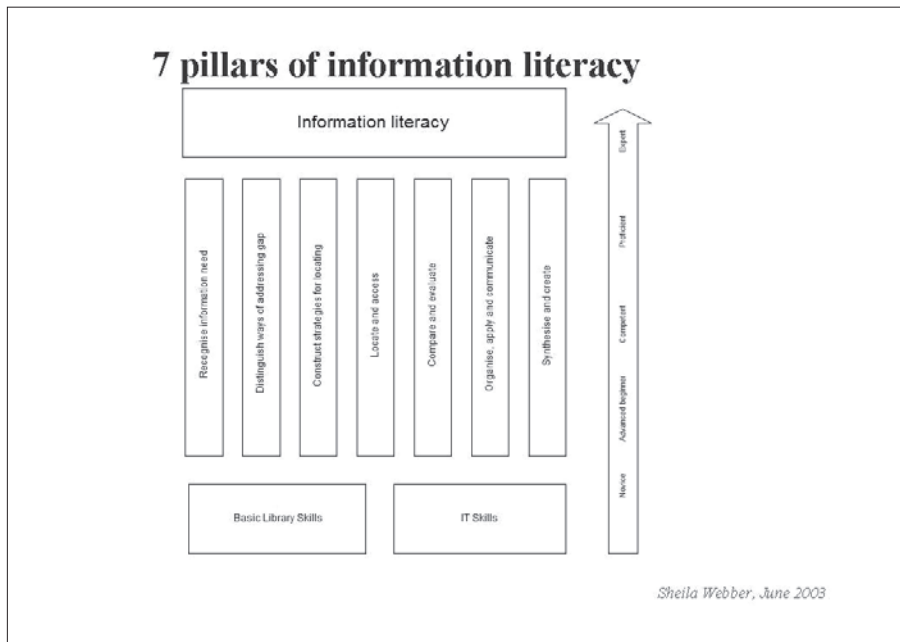 7 pillars of information literacy
Information literacy
Recognise information need
Distinguish ways of addressing gap
Construct strategies for locating
Locate and access
Compare and evaluate
Organise, apply and communicate
Synthesise and create
Expert
Proficient
Competent
Advanced beginner
Novice
Basic Library Skills
IT Skills
Sheila Webber, June 2003